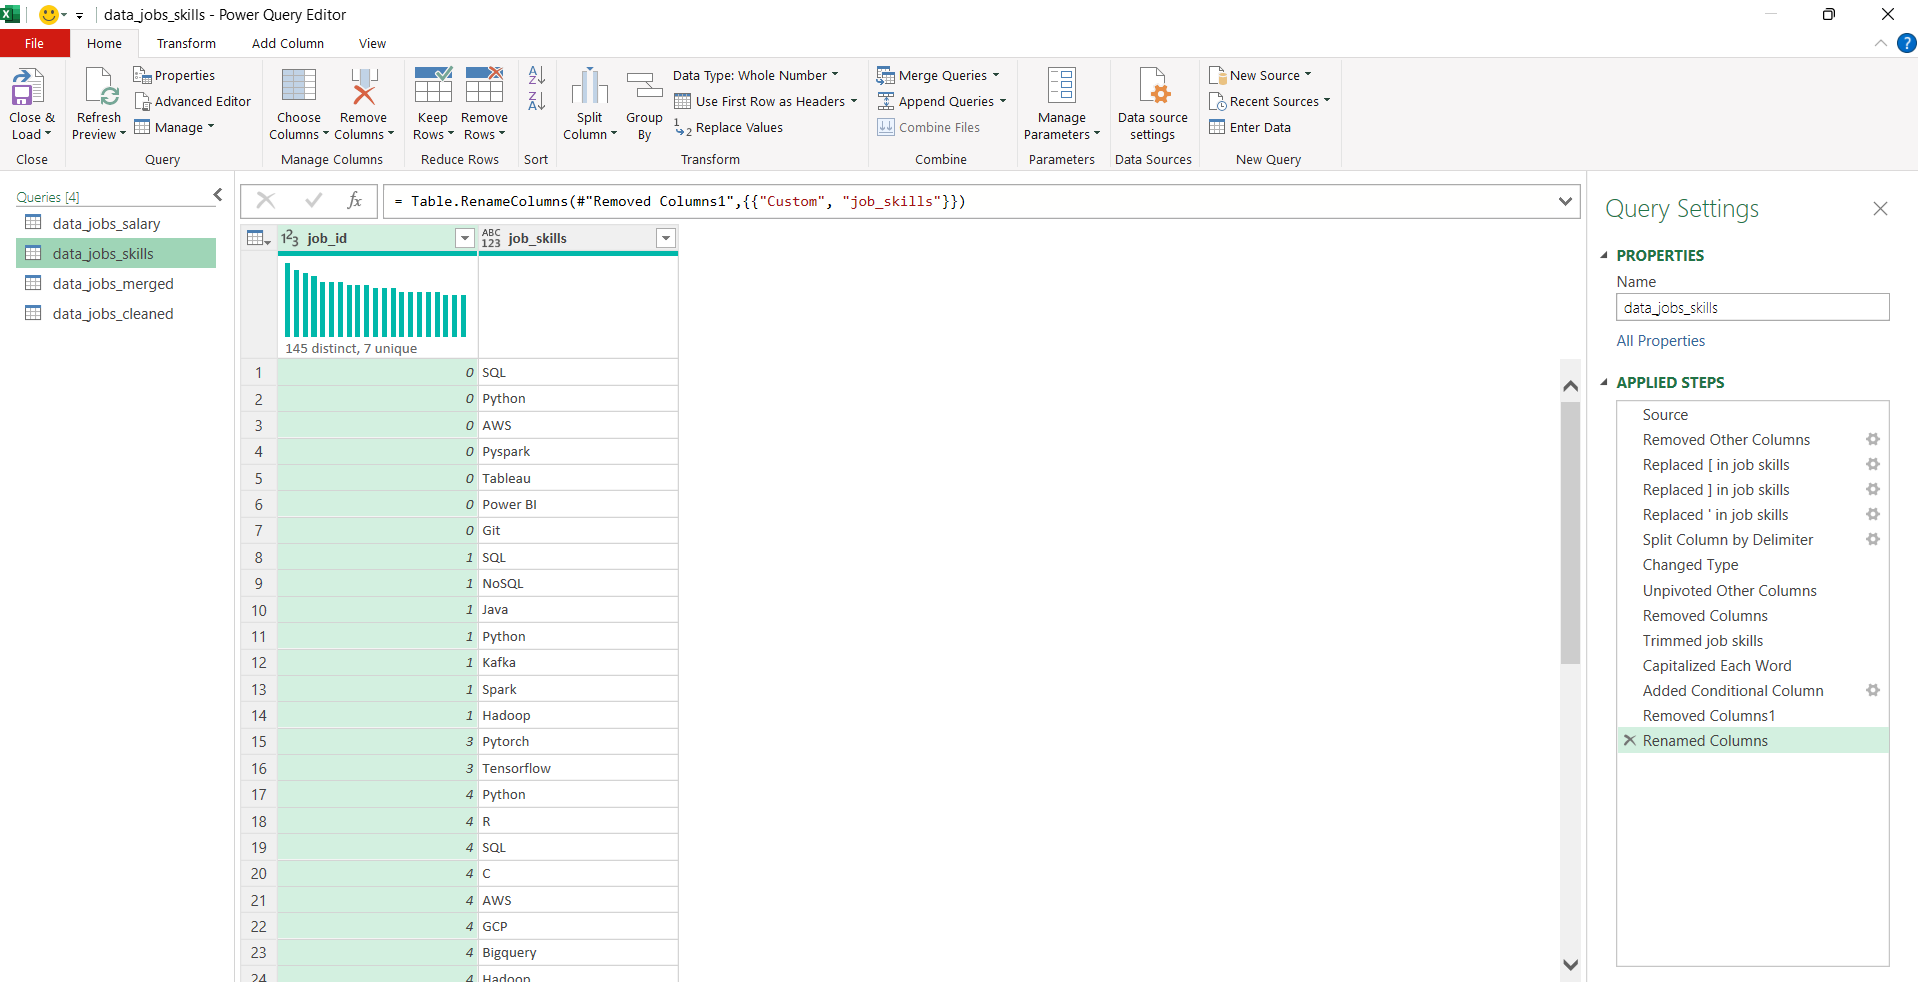 data_jobs_skills - Power Query Editor
File Home Transform Add Column View
Close & Load
Close
Refresh Preview
Properties
Advanced Editor
Manage
Query
Choose Columns
Remove Columns
Manage Columns
Keep Rows
Remove Rows
Reduce Rows
A Z
Z A
Sort
Split Column
Group By
Data Type: Whole Number
Use First Row as Headers
1 2 Replace Values
Transform
Merge Queries
Append Queries
Combine Files
Combine
Manage Parameters
Parameters
Data source settings
Data Sources
New Source
Recent Sources
Enter Data
New Query
?
Queries [4]
data_jobs_salary
data_jobs_skills
data_jobs_merged
data_jobs_cleaned
fx = Table.RenameColumns(#"Removed Columns1",{{"Custom", "job_skills"}})
123 job_id ABC 123 job_skills
145 distinct, 7 unique
1 0 SQL
2 0 Python
3 0 AWS
4 0 Pyspark
5 0 Tableau
6 0 Power BI
7 0 Git
8 1 SQL
9 1 NoSQL
10 1 Java
11 1 Python
12 1 Kafka
13 1 Spark
14 1 Hadoop
15 3 Pytorch
16 3 Tensorflow
17 4 Python
18 4 R
19 4 SQL
20 4 C
21 4 AWS
22 4 GCP
23 4 Bigquery
24 4 Hadoop
Query Settings
PROPERTIES
Name
data_jobs_skills
All Properties
APPLIED STEPS
Source
Removed Other Columns
Replaced [ in job skills
Replaced ] in job skills
Replaced ' in job skills
Split Column by Delimiter
Changed Type
Unpivoted Other Columns
Removed Columns
Trimmed job skills
Capitalized Each Word
Added Conditional Column
Removed Columns1
Renamed Columns